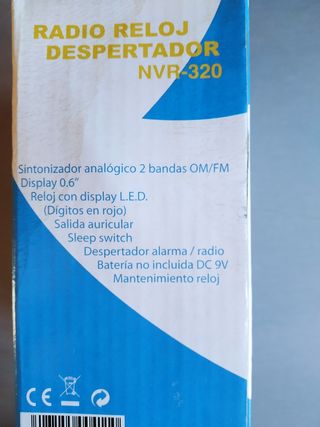 RADIO RELOJ
DESPERTADOR
NVR-320
Sintonizador analógico 2 bandas OM/FM
Display 0.6"
Reloj con display L.E.D.
(Dígitos en rojo)
Salida auricular
Sleep switch
Despertador alarma / radio
Batería no incluida DC 9V
Mantenimiento reloj
CE